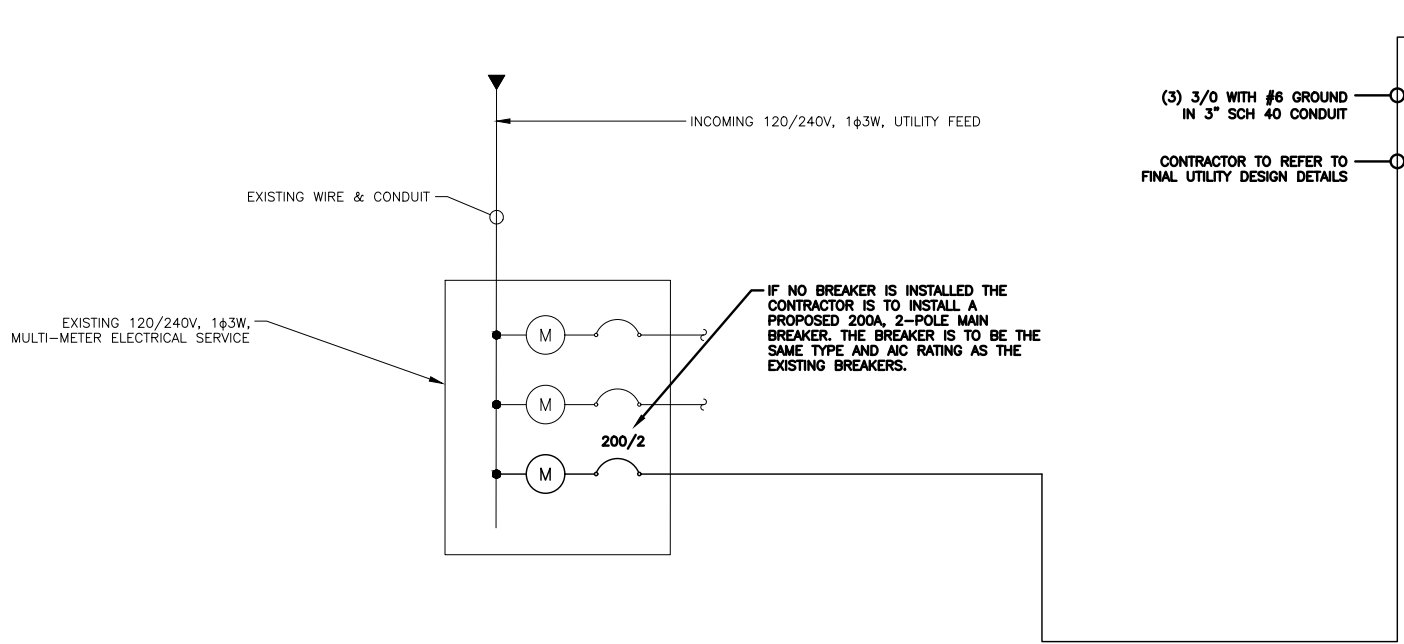 (3) 3/0 WITH #6 GROUND
IN 3" SCH 40 CONDUIT
INCOMING 120/240V, 1ϕ3W, UTILITY FEED
CONTRACTOR TO REFER TO
FINAL UTILITY DESIGN DETAILS
EXISTING WIRE & CONDUIT
IF NO BREAKER IS INSTALLED THE
CONTRACTOR IS TO INSTALL A
PROPOSED 200A, 2-POLE MAIN
BREAKER. THE BREAKER IS TO BE THE
SAME TYPE AND AIC RATING AS THE
EXISTING BREAKERS.
EXISTING 120/240V, 1ϕ3W,
MULTI-METER ELECTRICAL SERVICE
M
M
200/2
M